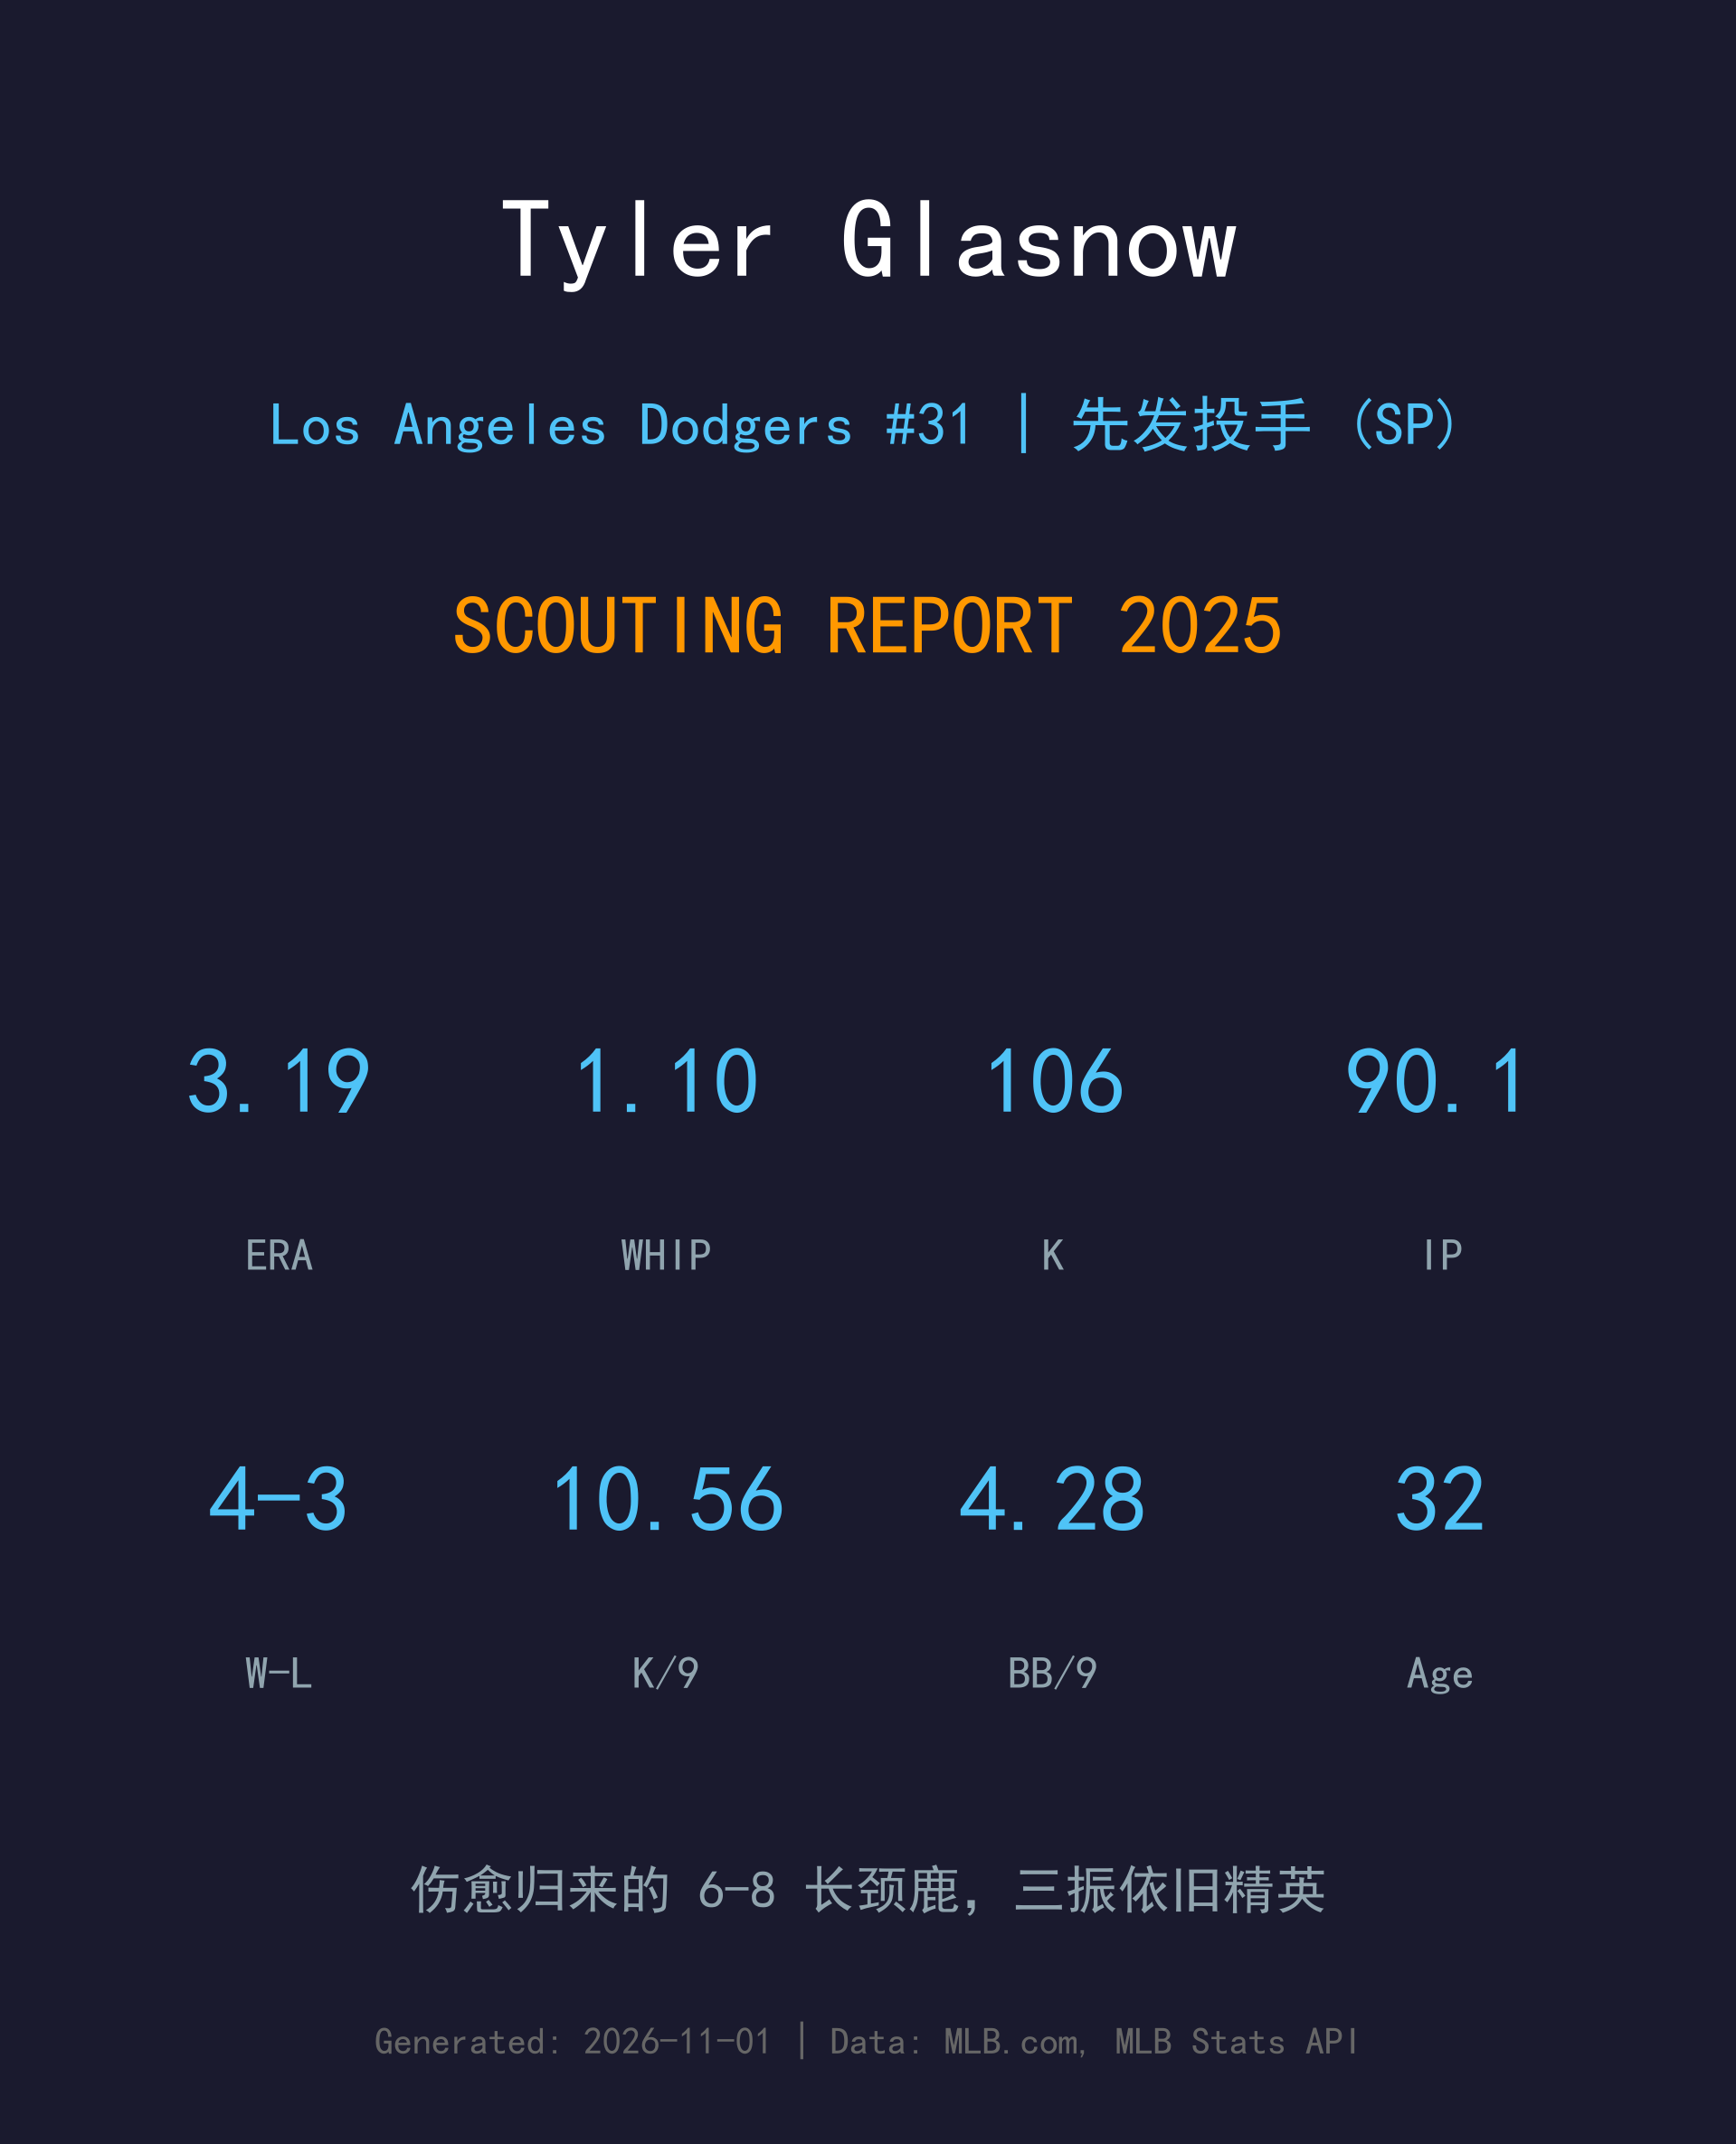 Tyler Glasnow
Los Angeles Dodgers #31 | 先发投手 (SP)
SCOUTING REPORT 2025
3.19 1.10 106 90.1
ERA WHIP K IP
4-3 10.56 4.28 32
W-L K/9 BB/9 Age
伤愈归来的 6-8 长颈鹿, 三振依旧精英
Generated: 2026-11-01 | Data: MLB.com, MLB Stats API